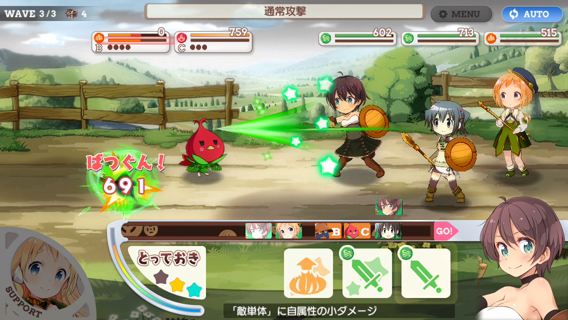 WAVE 3/3 4
通常攻撃
MENU
AUTO
B 0
C 759
602
713
515
ばつぐん!
691
B C GO!
とっておき
SUPPORT
「敵単体」に自属性の小ダメージ